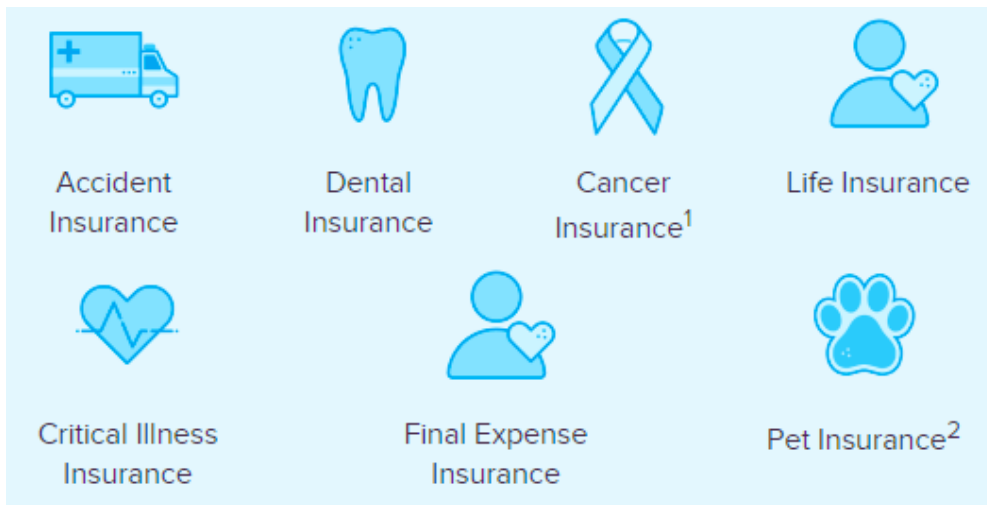 Accident
Insurance
Dental
Insurance
Cancer
Insurance¹
Life Insurance
Critical Illness
Insurance
Final Expense
Insurance
Pet Insurance²